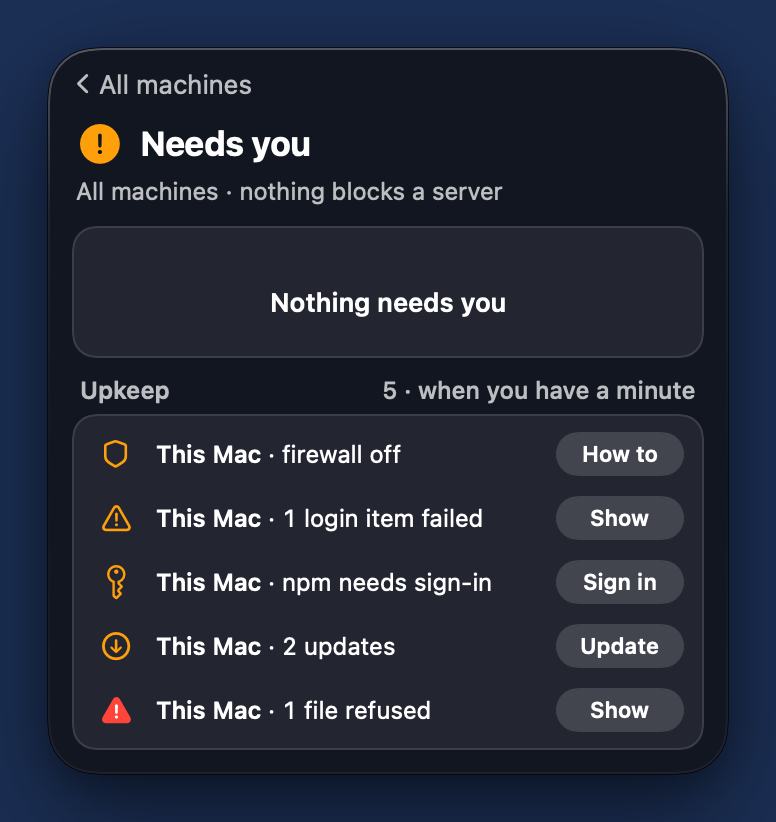 All machines
Needs you
All machines · nothing blocks a server
Nothing needs you
Upkeep 5 · when you have a minute
This Mac · firewall off How to
This Mac · 1 login item failed Show
This Mac · npm needs sign-in Sign in
This Mac · 2 updates Update
This Mac · 1 file refused Show